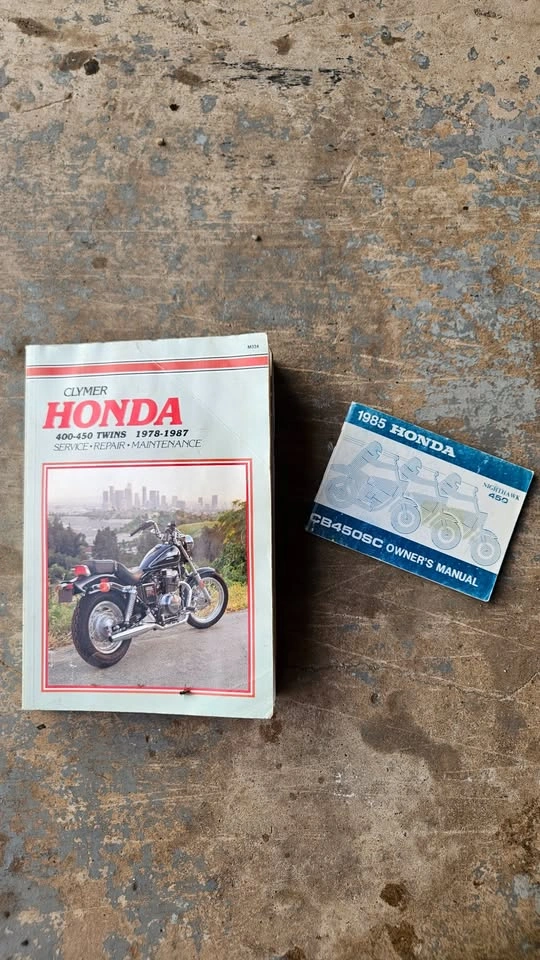 M334
CLYMER
HONDA
400-450 TWINS 1978-1987
SERVICE • REPAIR • MAINTENANCE
1985 HONDA
NIGHTHAWK
450
CB450SC OWNER'S MANUAL